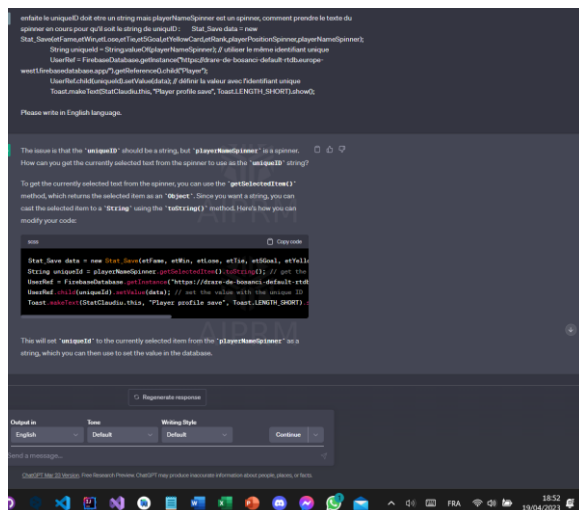 enfaite le uniqueID doit etre un string mais playerNameSpinner est un spinner, comment prendre le texte du
spinner en cours pour qu'il soit le string de uniquID : Stat_Save data = new
Stat_Save(etFame,etWin,etLose,etTie,etSGoal,etYellowCard,etRank,playerPositionSpinner,playerNameSpinner);
String uniqueId = String.valueOf(playerNameSpinner); // utiliser le même identifiant unique
UserRef = FirebaseDatabase.getInstance("https://drare-de-bosanci-default-rtdb.europe-
west1.firebasedatabase.app/").getReference().child("Player");
UserRef.child(uniqueId).setValue(data); // définir la valeur avec l'identifiant unique
Toast.makeText(StatClaudiu.this, "Player profile save", Toast.LENGTH_SHORT).show();
Please write in English language.
The issue is that the `uniqueID` should be a string, but `playerNameSpinner` is a spinner.
How can you get the currently selected text from the spinner to use as the `uniqueID` string?
To get the currently selected text from the spinner, you can use the `getSelectedItem()`
method, which returns the selected item as an `Object`. Since you want a string, you can
cast the selected item to a `String` using the `toString()` method. Here's how you can
modify your code:
Copy code
Stat_Save data = new Stat_Save(etFame, etWin, etLose, etTie, etSGoal, etYell
String uniqueId = playerNameSpinner.getSelectedItem().toString(); // get the
UserRef = FirebaseDatabase.getInstance("https://drare-de-bosanci-default-rtd
UserRef.child(uniqueId).setValue(data); // set the value with the unique ID
Toast.makeText(StatClaudiu.this, "Player profile save", Toast.LENGTH_SHORT).
AIPRM
This will set `uniqueId` to the currently selected item from the `playerNameSpinner` as a
string, which you can then use to set the value in the database.
Regenerate response
Output in Tone Writing Style
English Default Default Continue
Send a message...
ChatGPT Mar 23 Version. Free Research Preview. ChatGPT may produce inaccurate information about people, places, or facts
FRA 18:52
19/04/2023